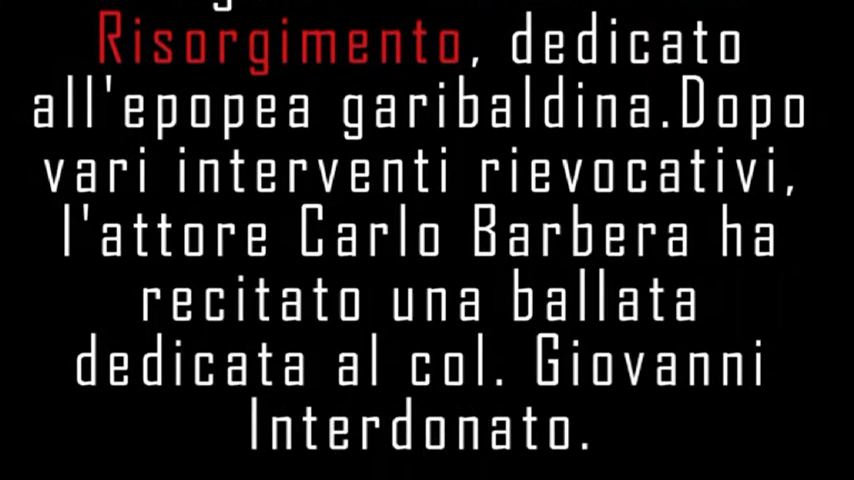 Risorgimento, dedicato
all'epopea garibaldina.Dopo
vari interventi rievocativi,
l'attore Carlo Barbera ha
recitato una ballata
dedicata al col. Giovanni
Interdonato.